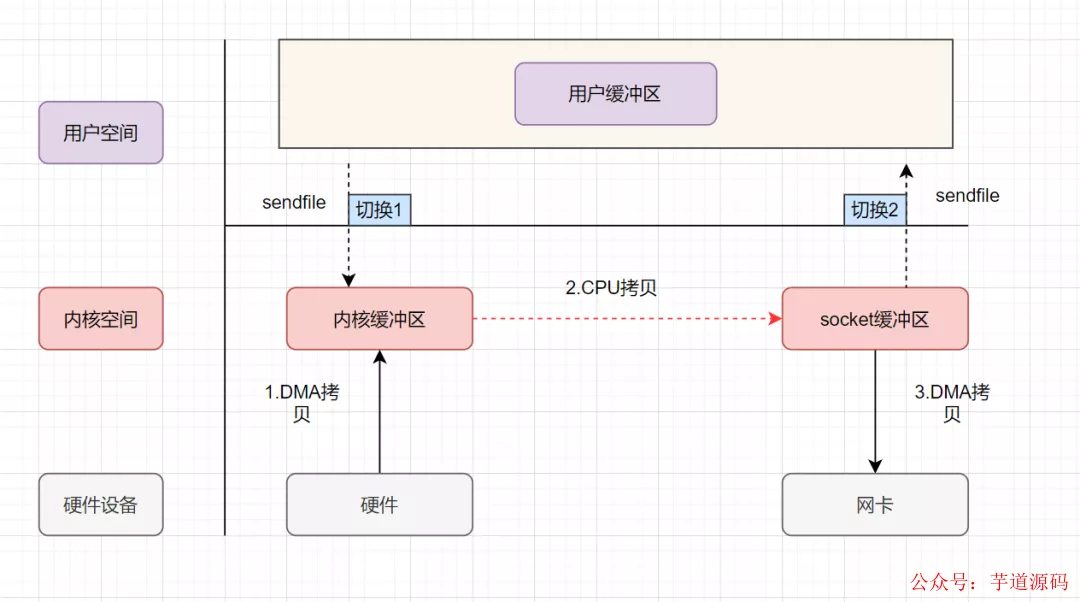 用户缓冲区
用户空间
sendfile
切换1
切换2
sendfile
2.CPU拷贝
内核空间
内核缓冲区
socket缓冲区
1.DMA拷
贝
3.DMA拷
贝
硬件设备
硬件
网卡
公众号：芋道源码